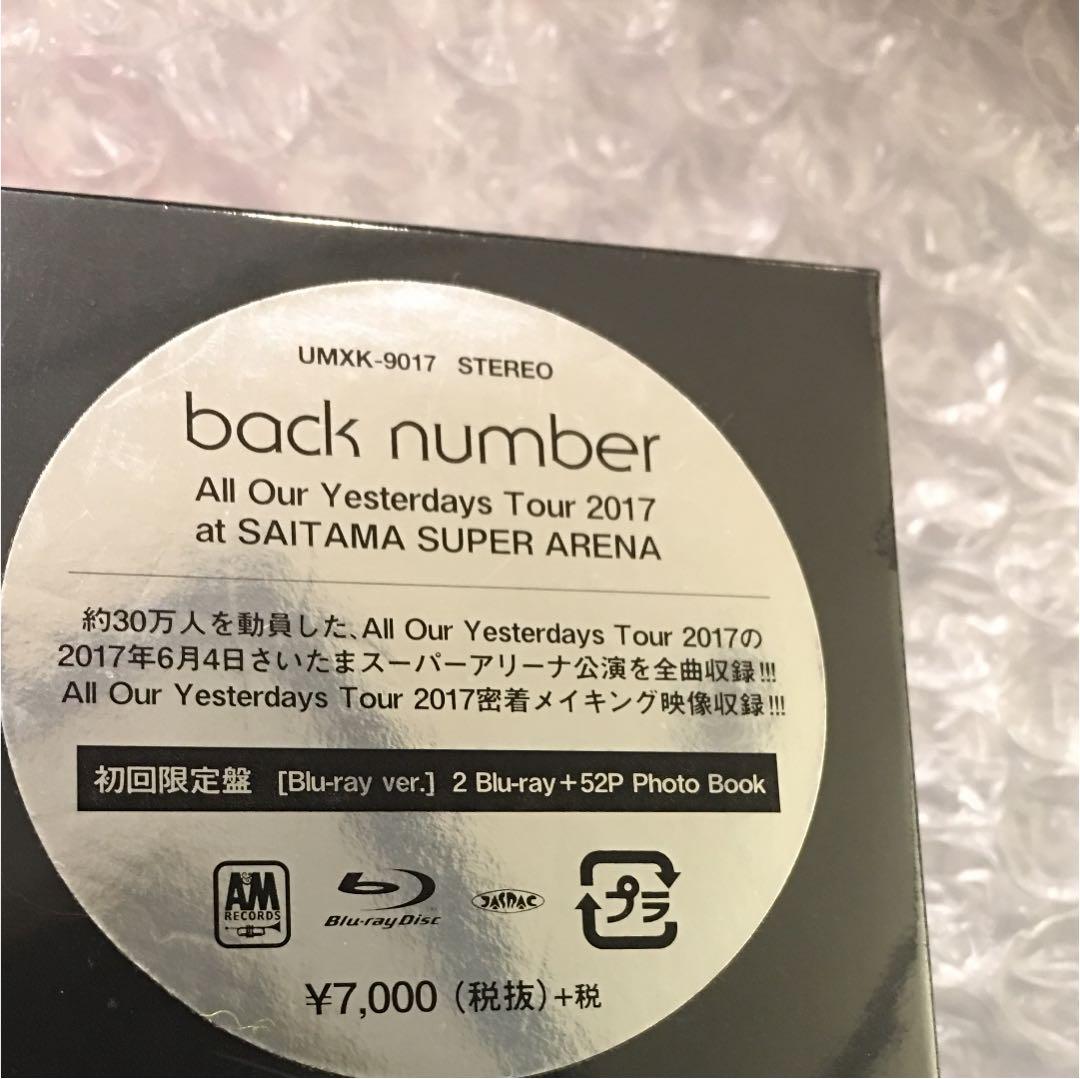 UMXK-9017 STEREO
back number
All Our Yesterdays Tour 2017
at SAITAMA SUPER ARENA
約30万人を動員した、All Our Yesterdays Tour 2017の
2017年6月4日さいたまスーパーアリーナ公演を全曲収録!!!
All Our Yesterdays Tour 2017密着メイキング映像収録!!!
初回限定盤 [Blu-ray ver.] 2 Blu-ray+52P Photo Book
A&M RECORDS
Blu-ray Disc
JASRAC
プラ
¥7,000（税抜）+税